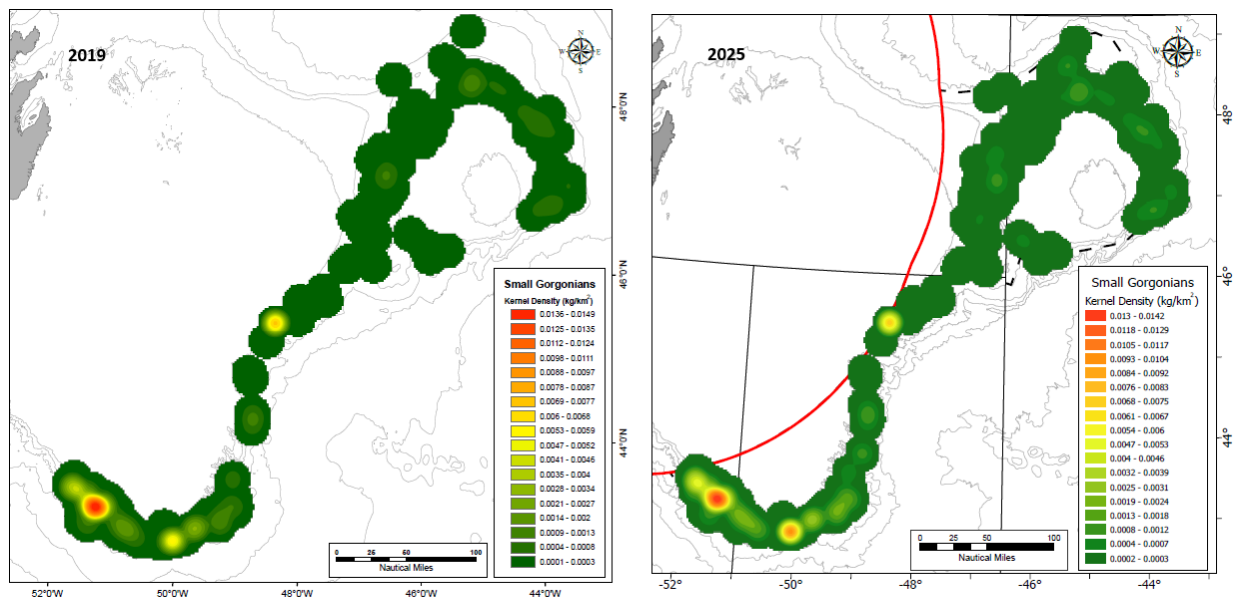 2019
N
W E
S
48°0'N
46°0'N
44°0'N
52°0'W
50°0'W
48°0'W
46°0'W
44°0'W
Small Gorgonians
Kernel Density (kg/km²)
0.0136 - 0.0149
0.0125 - 0.0135
0.0112 - 0.0124
0.0098 - 0.0111
0.0088 - 0.0097
0.0078 - 0.0087
0.0069 - 0.0077
0.006 - 0.0068
0.0053 - 0.0059
0.0047 - 0.0052
0.0041 - 0.0046
0.0035 - 0.004
0.0028 - 0.0034
0.0021 - 0.0027
0.0014 - 0.002
0.0009 - 0.0013
0.0004 - 0.0008
0.0001 - 0.0003
0 25 50 100
Nautical Miles
2025
N
W E
S
48°
46°
44°
-52°
-50°
-48°
-46°
-44°
Small Gorgonians
Kernel Density (kg/km²)
0.013 - 0.0142
0.0118 - 0.0129
0.0105 - 0.0117
0.0093 - 0.0104
0.0084 - 0.0092
0.0076 - 0.0083
0.0068 - 0.0075
0.0061 - 0.0067
0.0054 - 0.006
0.0047 - 0.0053
0.004 - 0.0046
0.0032 - 0.0039
0.0025 - 0.0031
0.0019 - 0.0024
0.0013 - 0.0018
0.0008 - 0.0012
0.0004 - 0.0007
0.0002 - 0.0003
0 25 50 100
Nautical Miles